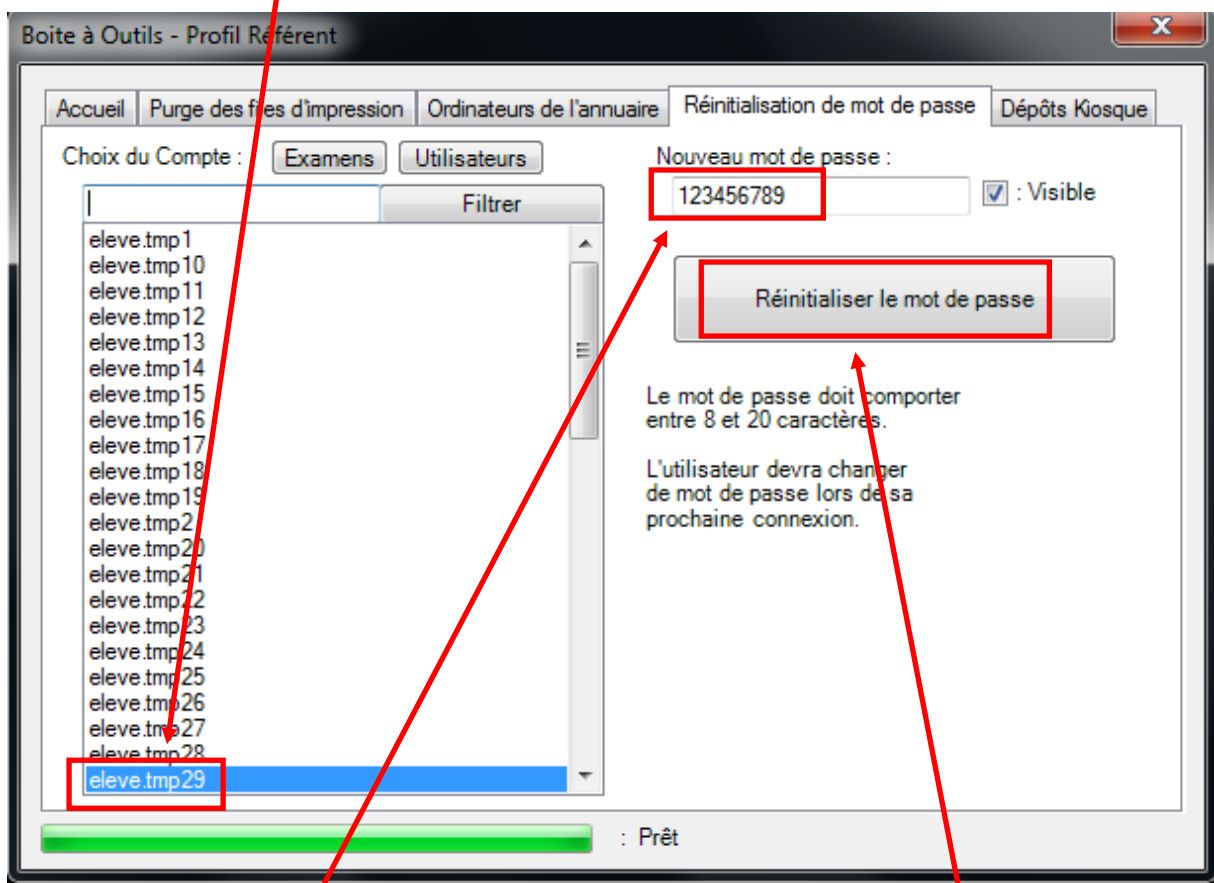 Boite à Outils - Profil Référent
x
Accueil
Purge des files d'impression
Ordinateurs de l'annuaire
Réinitialisation de mot de passe
Dépôts Kiosque
Choix du Compte :
Examens
Utilisateurs
Filtrer
eleve.tmp1
eleve.tmp10
eleve.tmp11
eleve.tmp12
eleve.tmp13
eleve.tmp14
eleve.tmp15
eleve.tmp16
eleve.tmp17
eleve.tmp18
eleve.tmp19
eleve.tmp2
eleve.tmp20
eleve.tmp21
eleve.tmp22
eleve.tmp23
eleve.tmp24
eleve.tmp25
eleve.tmp26
eleve.tmp27
eleve.tmp28
eleve.tmp29
Nouveau mot de passe :
123456789
: Visible
Réinitialiser le mot de passe
Le mot de passe doit comporter
entre 8 et 20 caractères.
L'utilisateur devra changer
de mot de passe lors de sa
prochaine connexion.
: Prêt